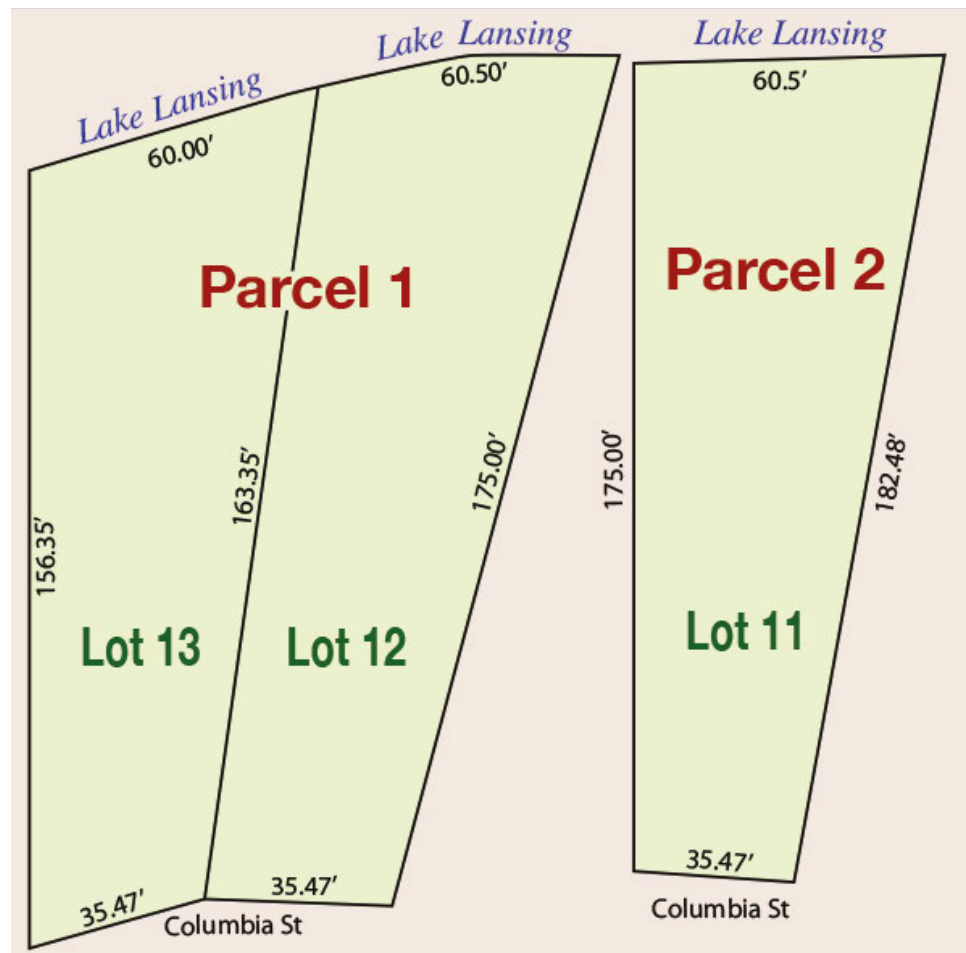 Lake Lansing
Lake Lansing
Lake Lansing
60.00′
60.50′
60.5′
Parcel 1
Parcel 2
156.35′
163.35′
175.00′
175.00′
182.48′
Lot 13
Lot 12
Lot 11
35.47′
35.47′
35.47′
Columbia St
Columbia St